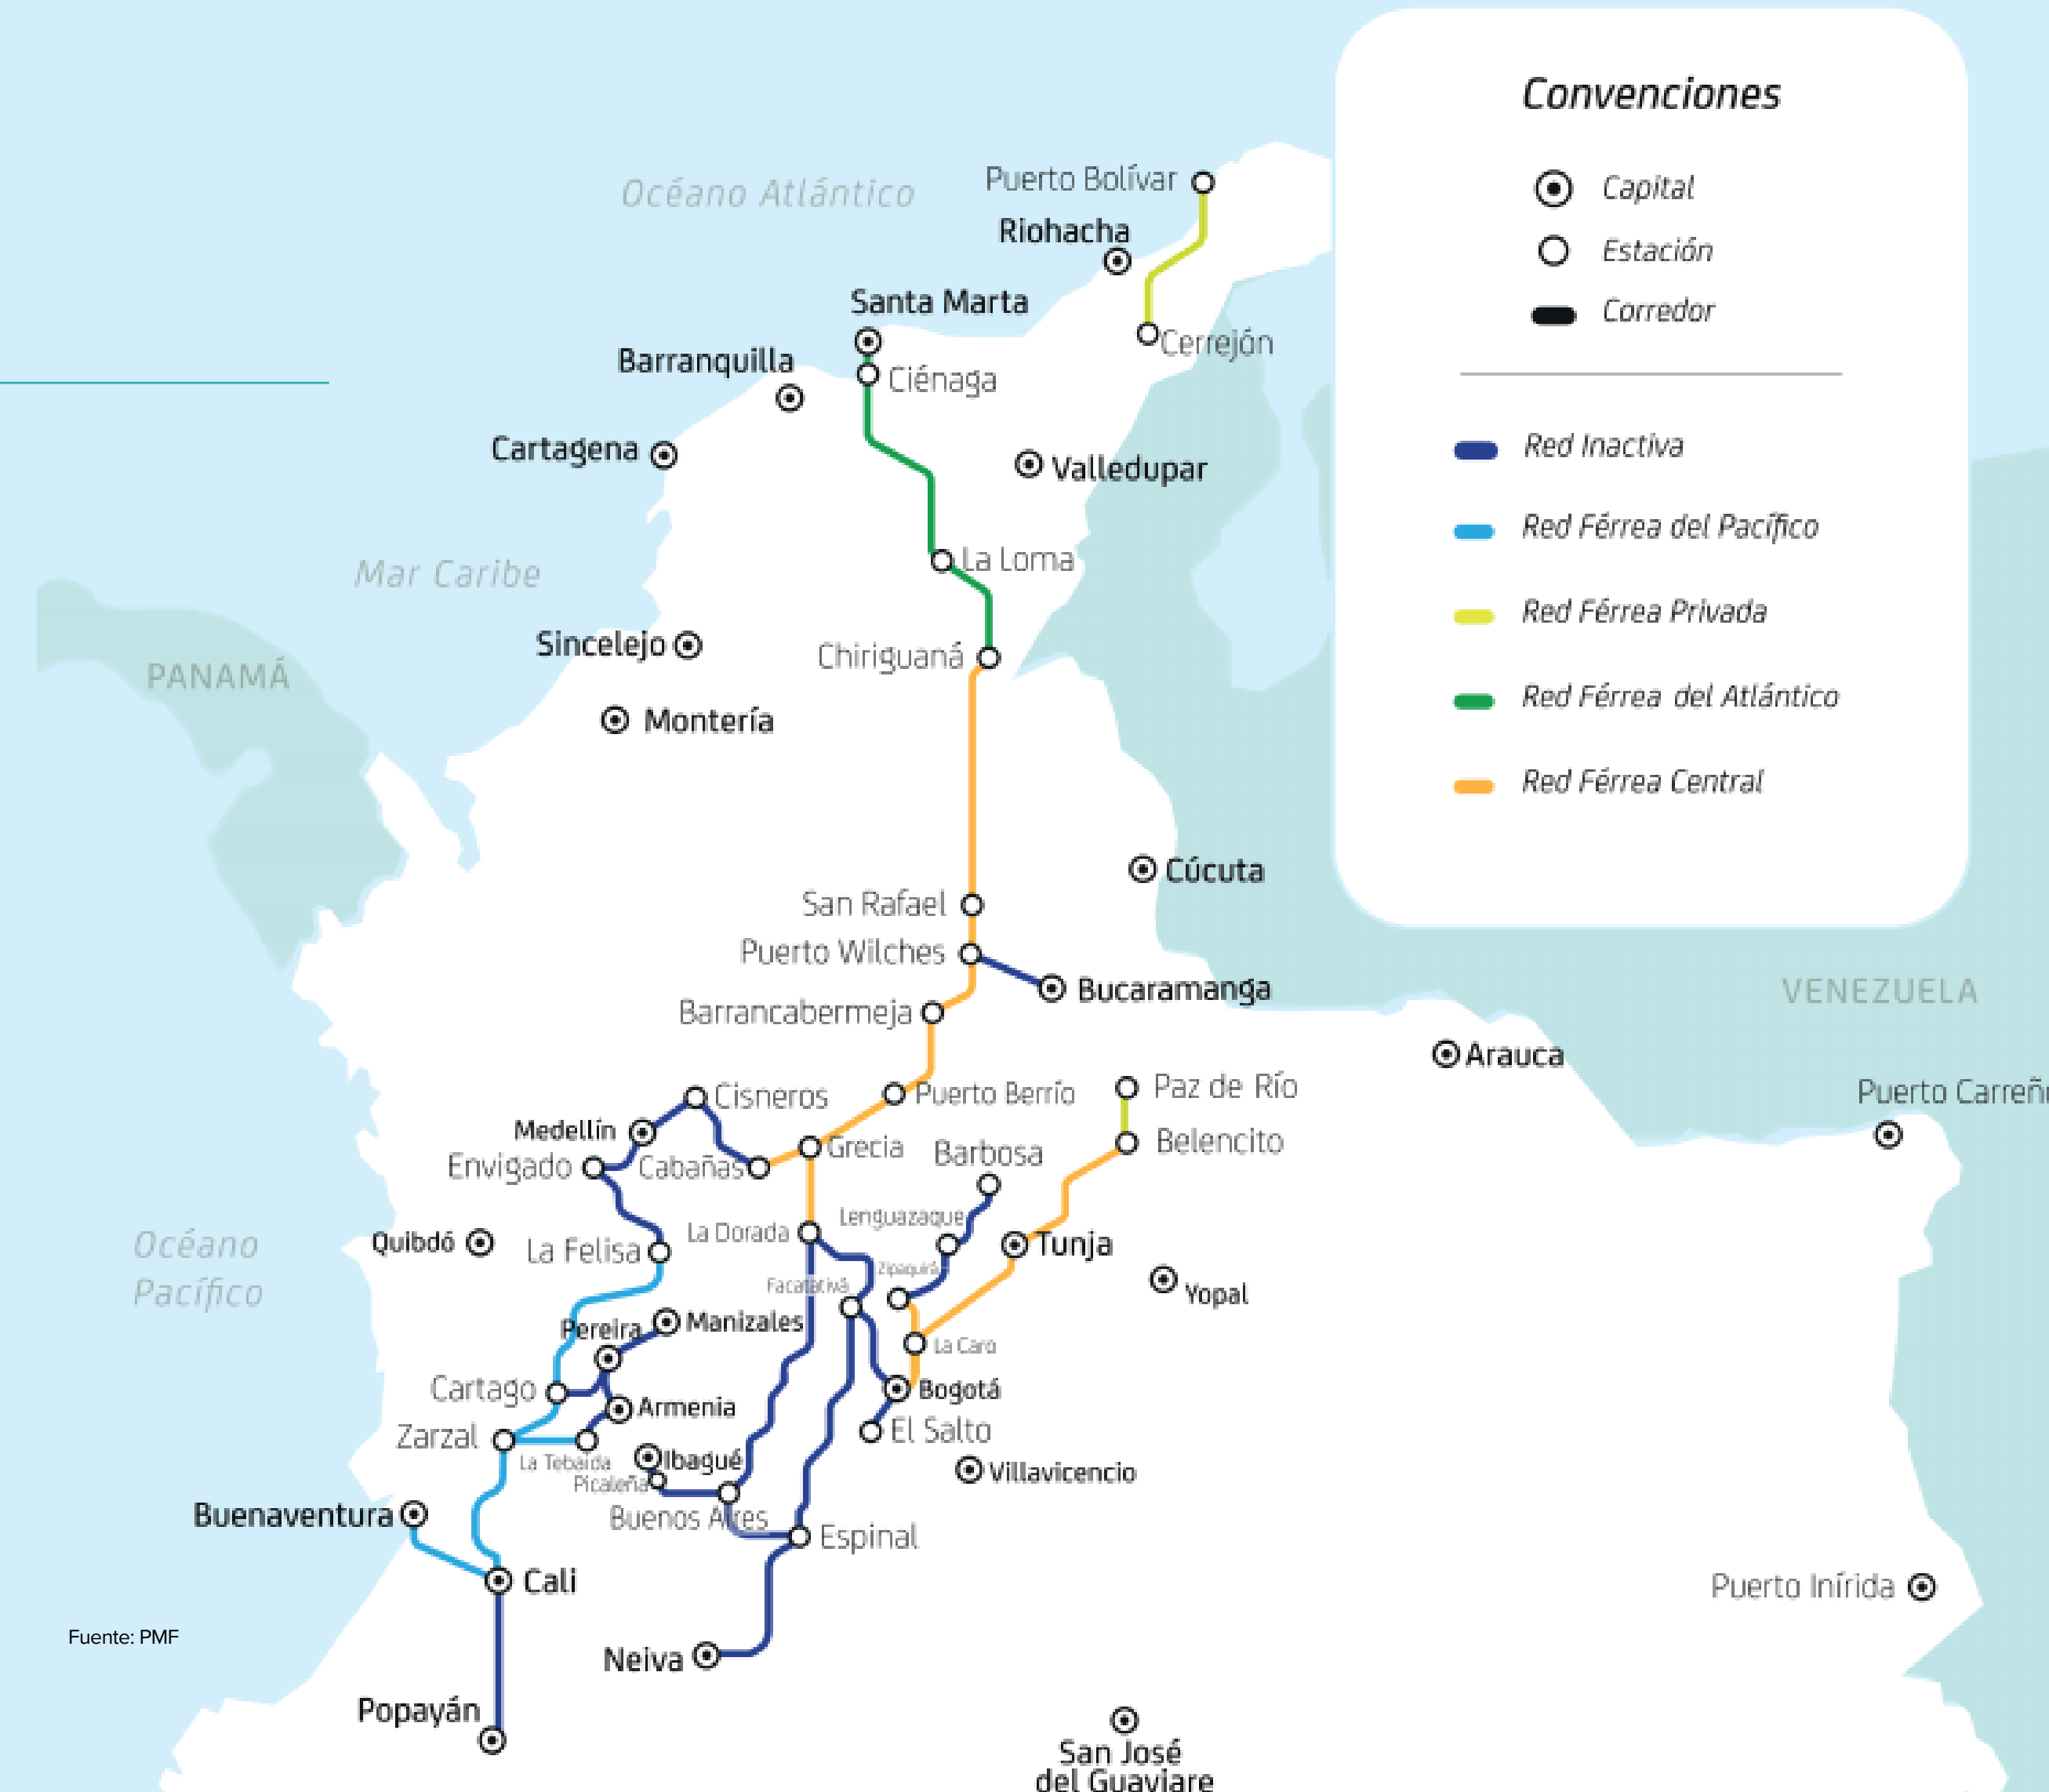 Convenciones
Capital
Estación
Corredor
Red Inactiva
Red Férrea del Pacífico
Red Férrea Privada
Red Férrea del Atlántico
Red Férrea Central
Océano Atlántico
Puerto Bolívar
Riohacha
Santa Marta
Cerrejón
Barranquilla
Ciénaga
Cartagena
Valledupar
La Loma
Mar Caribe
Sincelejo
Chiriguaná
PANAMÁ
Montería
Cúcuta
San Rafael
Puerto Wilches
Bucaramanga
VENEZUELA
Barrancabermeja
Arauca
Paz de Río
Puerto Carreño
Cisneros
Puerto Berrío
Medellín
Grecia
Barbosa
Belencito
Envigado
Cabañas
Lenguazaque
La Dorada
Quibdó
La Felisa
Tunja
Océano
Pacífico
Zipaquirá
Facatativá
Yopal
Pereira
Manizales
La Caro
Cartago
Bogotá
Armenia
El Salto
Zarzal
La Tebaida
Ibagué
Villavicencio
Picaleña
Buenaventura
Buenos Aires
Espinal
Cali
Puerto Inírida
Fuente: PMF
Neiva
Popayán
San José
del Guaviare